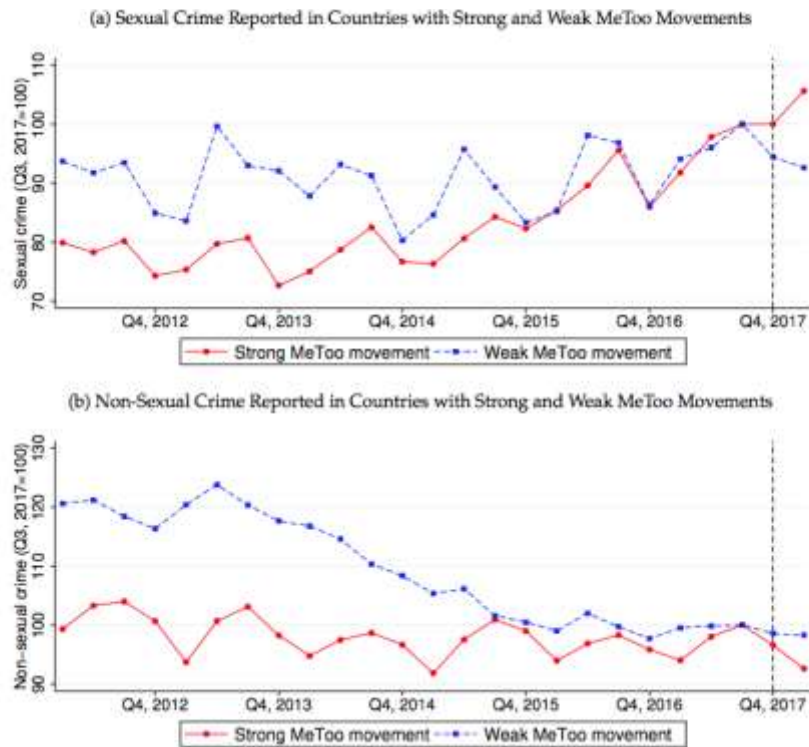 (a) Sexual Crime Reported in Countries with Strong and Weak MeToo Movements
Sexual crime (Q3, 2017=100)
110
100
90
80
70
Q4, 2012 Q4, 2013 Q4, 2014 Q4, 2015 Q4, 2016 Q4, 2017
Strong MeToo movement Weak MeToo movement
(b) Non-Sexual Crime Reported in Countries with Strong and Weak MeToo Movements
Non-sexual crime (Q3, 2017=100)
130
120
110
100
90
Q4, 2012 Q4, 2013 Q4, 2014 Q4, 2015 Q4, 2016 Q4, 2017
Strong MeToo movement Weak MeToo movement